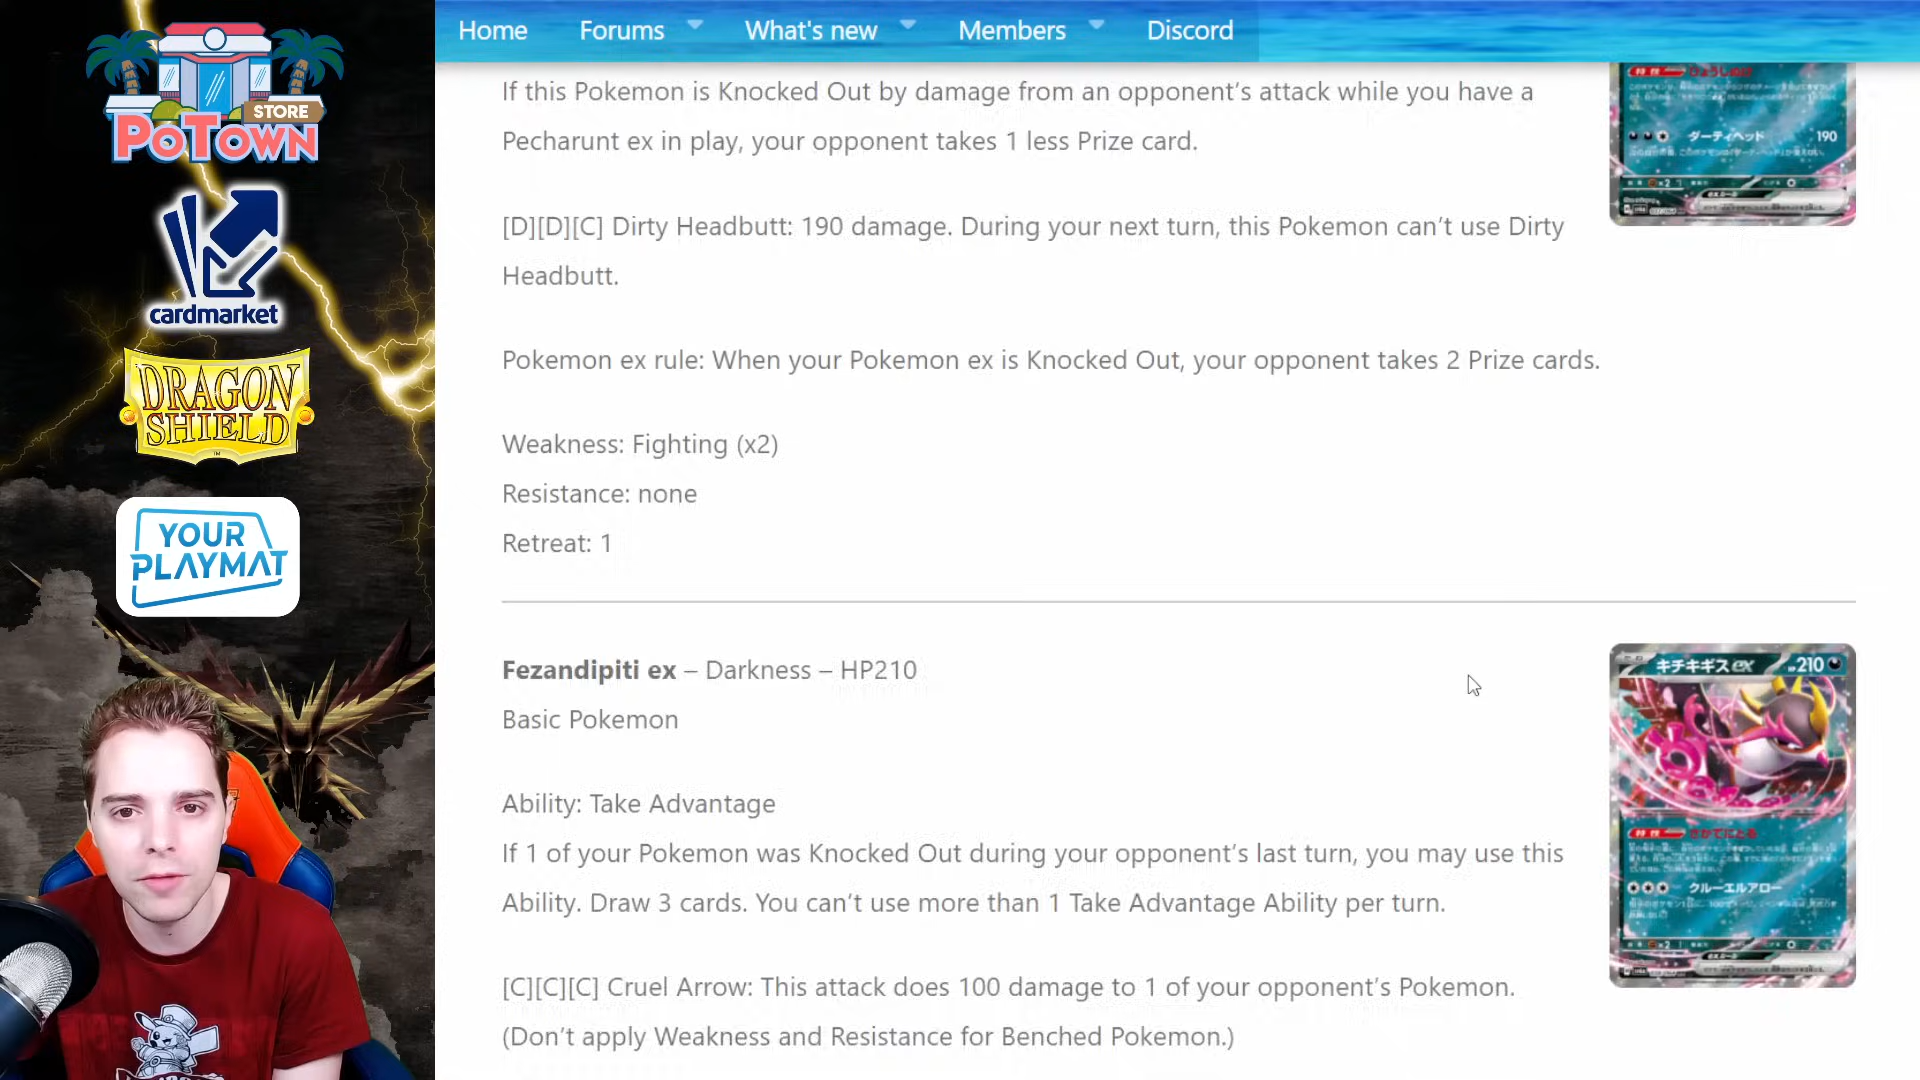 Home Forums What's new Members Discord
STORE
POTOWN
cardmarket
DRAGON
SHIELD
TM
YOUR
PLAYMAT
If this Pokemon is Knocked Out by damage from an opponent’s attack while you have a
Pecharunt ex in play, your opponent takes 1 less Prize card.
[D][D][C] Dirty Headbutt: 190 damage. During your next turn, this Pokemon can’t use Dirty
Headbutt.
Pokemon ex rule: When your Pokemon ex is Knocked Out, your opponent takes 2 Prize cards.
Weakness: Fighting (x2)
Resistance: none
Retreat: 1
ダーティヘッド 190
Fezandipiti ex – Darkness – HP210
Basic Pokemon
Ability: Take Advantage
If 1 of your Pokemon was Knocked Out during your opponent’s last turn, you may use this
Ability. Draw 3 cards. You can’t use more than 1 Take Advantage Ability per turn.
[C][C][C] Cruel Arrow: This attack does 100 damage to 1 of your opponent’s Pokemon.
(Don’t apply Weakness and Resistance for Benched Pokemon.)
キチキギスex HP210
さかてにとる
クルーエルアロー